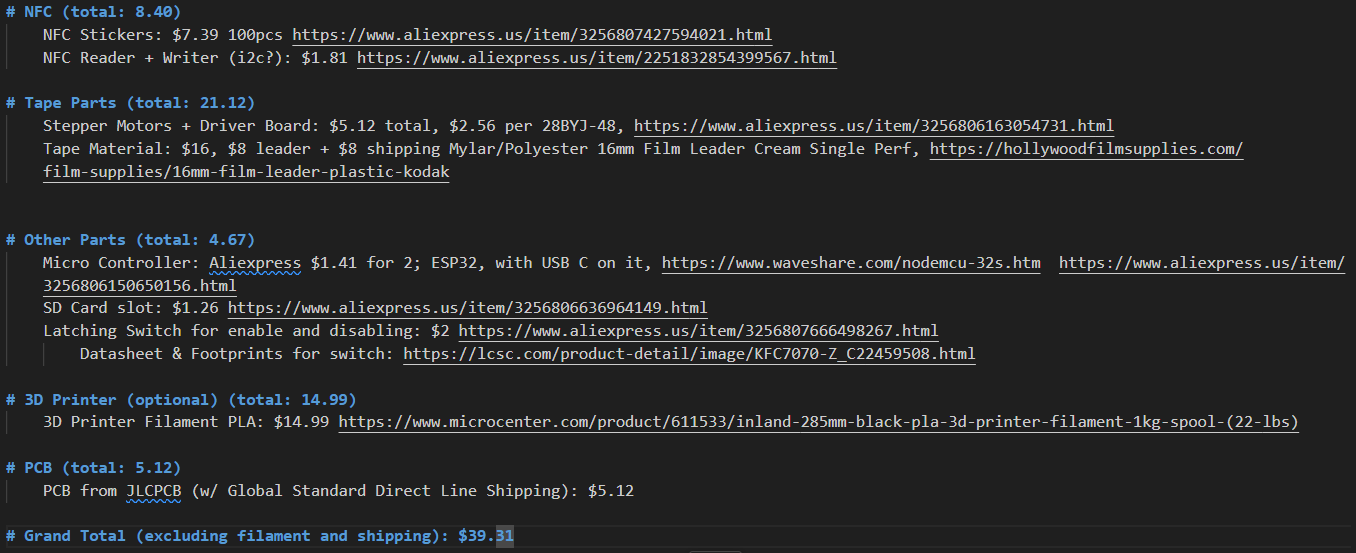 # NFC (total: 8.40)
NFC Stickers: $7.39 100pcs https://www.aliexpress.us/item/3256807427594021.html
NFC Reader + Writer (i2c?): $1.81 https://www.aliexpress.us/item/2251832854399567.html
# Tape Parts (total: 21.12)
Stepper Motors + Driver Board: $5.12 total, $2.56 per 28BYJ-48, https://www.aliexpress.us/item/3256806163054731.html
Tape Material: $16, $8 leader + $8 shipping Mylar/Polyester 16mm Film Leader Cream Single Perf, https://hollywoodfilmsupplies.com/
film-supplies/16mm-film-leader-plastic-kodak
# Other Parts (total: 4.67)
Micro Controller: Aliexpress $1.41 for 2; ESP32, with USB C on it, https://www.waveshare.com/nodemcu-32s.htm https://www.aliexpress.us/item/
3256806150650156.html
SD Card slot: $1.26 https://www.aliexpress.us/item/3256806636964149.html
Latching Switch for enable and disabling: $2 https://www.aliexpress.us/item/3256807666498267.html
Datasheet & Footprints for switch: https://lcsc.com/product-detail/image/KFC7070-Z_C22459508.html
# 3D Printer (optional) (total: 14.99)
3D Printer Filament PLA: $14.99 https://www.microcenter.com/product/611533/inland-285mm-black-pla-3d-printer-filament-1kg-spool-(22-lbs)
# PCB (total: 5.12)
PCB from JLCPCB (w/ Global Standard Direct Line Shipping): $5.12
# Grand Total (excluding filament and shipping): $39.31